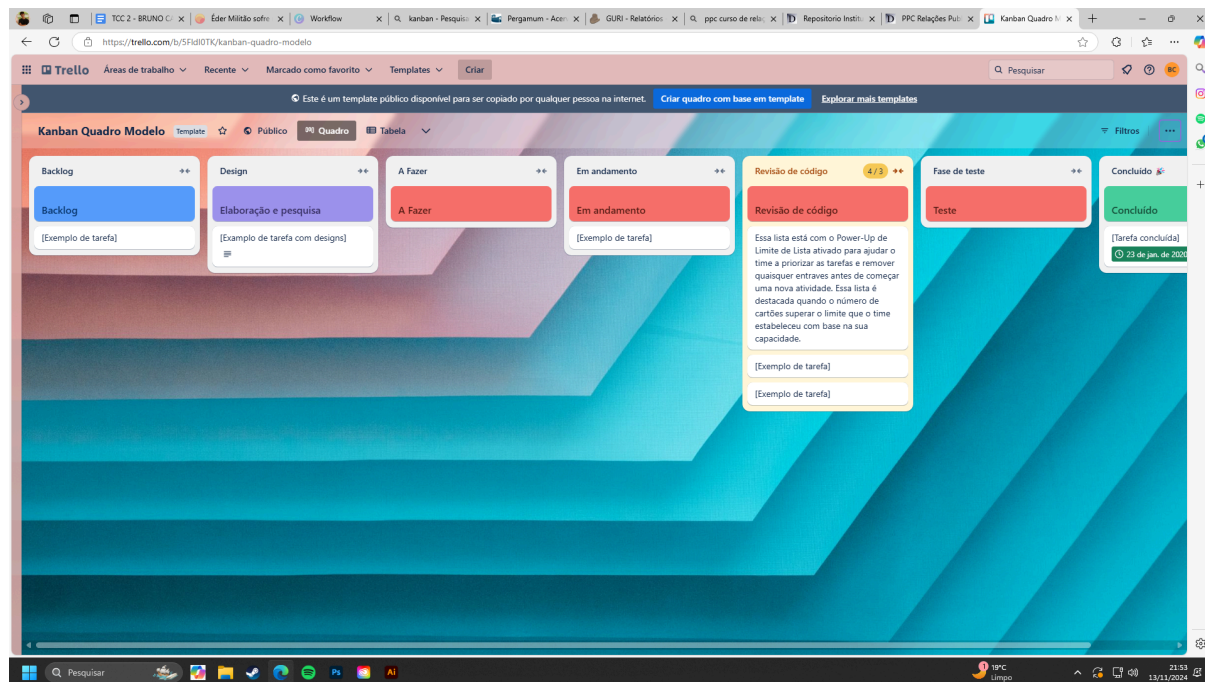 TCC 2 - BRUNO C
Éder Militão sofre
Workflow
kanban - Pesquis
Pergamum - Acer
GURI - Relatórios
ppc curso de rela
Repositorio Institu
PPC Relações Pub
Kanban Quadro M
https://trello.com/b/5FIdI0TK/kanban-quadro-modelo
Trello
Áreas de trabalho
Recente
Marcado como favorito
Templates
Criar
Pesquisar
BC
Este é um template público disponível para ser copiado por qualquer pessoa na internet.
Criar quadro com base em template
Explorar mais templates
Kanban Quadro Modelo
Template
Público
Quadro
Tabela
Filtros
Backlog
Backlog
[Exemplo de tarefa]
Design
Elaboração e pesquisa
[Examplo de tarefa com designs]
A Fazer
A Fazer
Em andamento
Em andamento
[Exemplo de tarefa]
Revisão de código
4/3
Revisão de código
Essa lista está com o Power-Up de
Limite de Lista ativado para ajudar o
time a priorizar as tarefas e remover
quaisquer entraves antes de começar
uma nova atividade. Essa lista é
destacada quando o número de
cartões superar o limite que o time
estabeleceu com base na sua
capacidade.
[Exemplo de tarefa]
[Exemplo de tarefa]
Fase de teste
Teste
Concluído
Concluído
[Tarefa concluída]
23 de jan. de 2020
Pesquisar
Ps
Ai
1
19°C
Limpo
21:53
13/11/2024